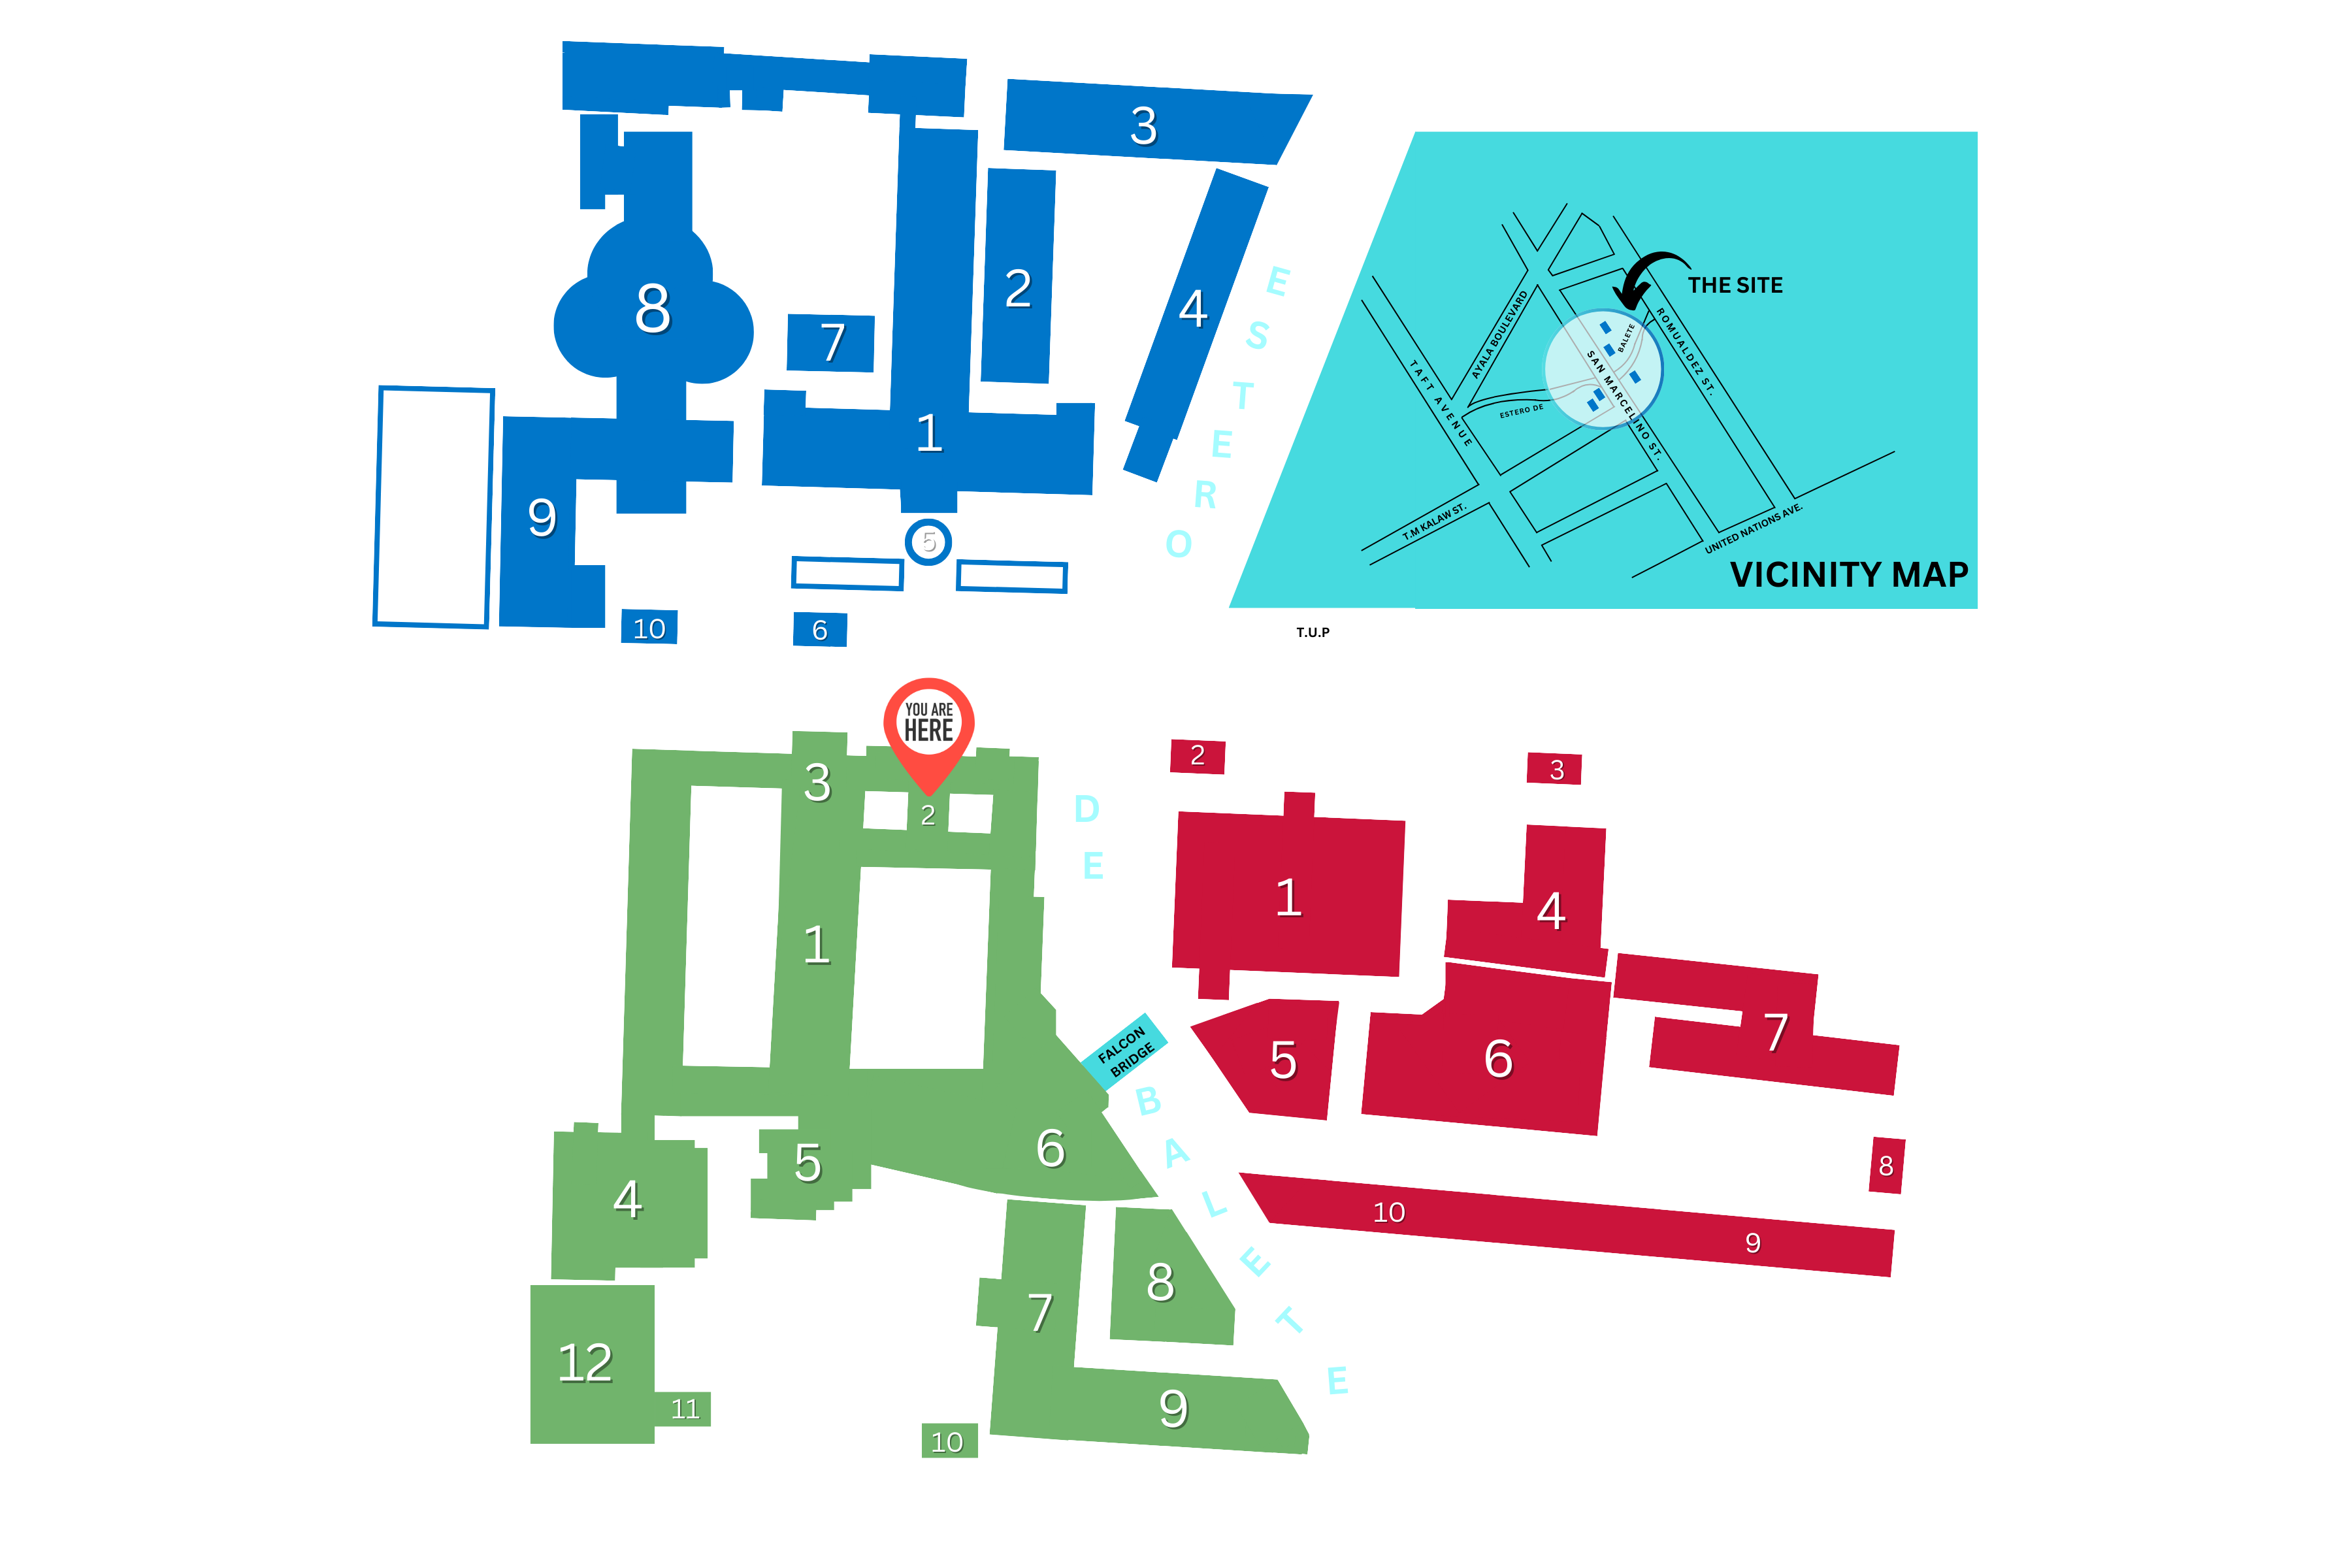 3
2
8
4
7
1
9
5
10
6
E
S
T
E
R
O
THE SITE
AYALA BOULEVARD
TAFT AVENUE
ESTERO DE
BALETE
SAN MARCELINO ST.
ROMUALDEZ ST.
T.M KALAW ST.
UNITED NATIONS AVE.
VICINITY MAP
T.U.P
YOU ARE
HERE
3
2
1
5
4
6
7
8
9
12
11
10
D
E
FALCON
BRIDGE
B
A
L
E
T
E
2
3
1
4
5
6
7
8
10
9